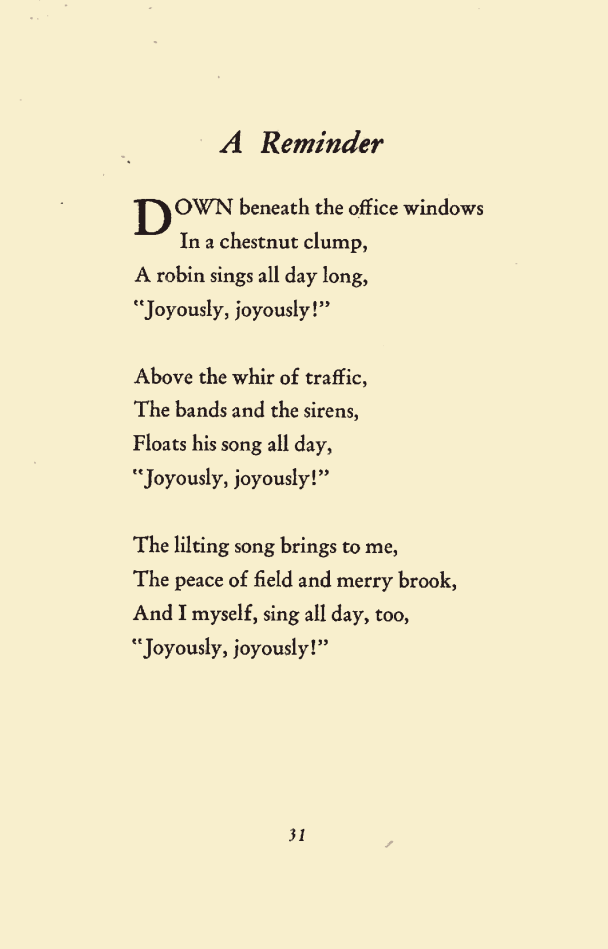 A Reminder
DOWN beneath the office windows
In a chestnut clump,
A robin sings all day long,
"Joyously, joyously!"
Above the whir of traffic,
The bands and the sirens,
Floats his song all day,
"Joyously, joyously!"
The lilting song brings to me,
The peace of field and merry brook,
And I myself, sing all day, too,
"Joyously, joyously!"
31